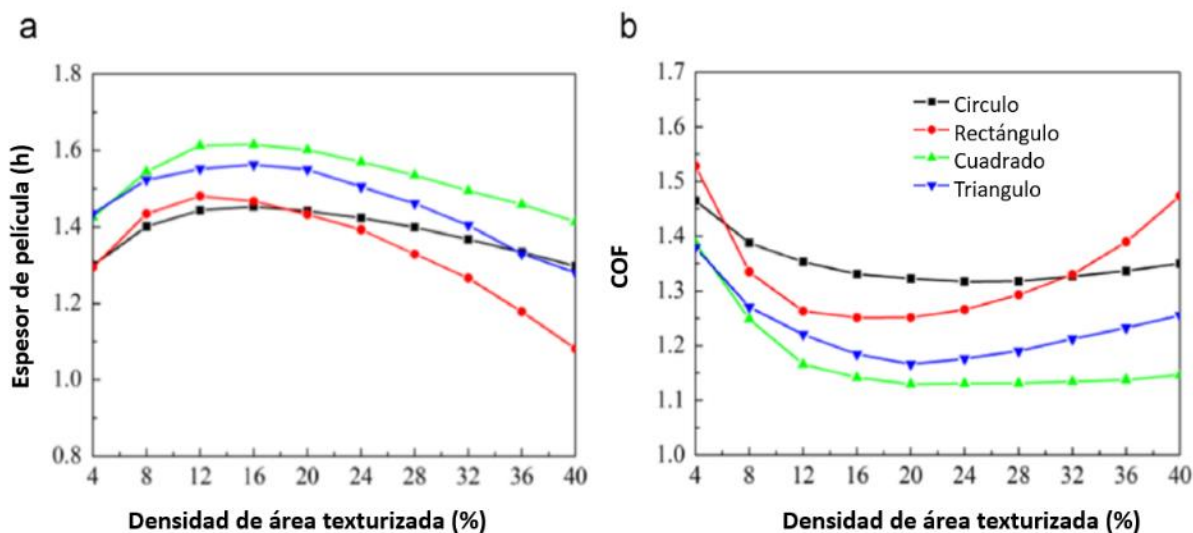 a
Espesor de película (h)
1.8
1.6
1.4
1.2
1.0
0.8
4 8 12 16 20 24 28 32 36 40
Densidad de área texturizada (%)
b
COF
1.7
1.6
1.5
1.4
1.3
1.2
1.1
1.0
Circulo
Rectángulo
Cuadrado
Triangulo
4 8 12 16 20 24 28 32 36 40
Densidad de área texturizada (%)